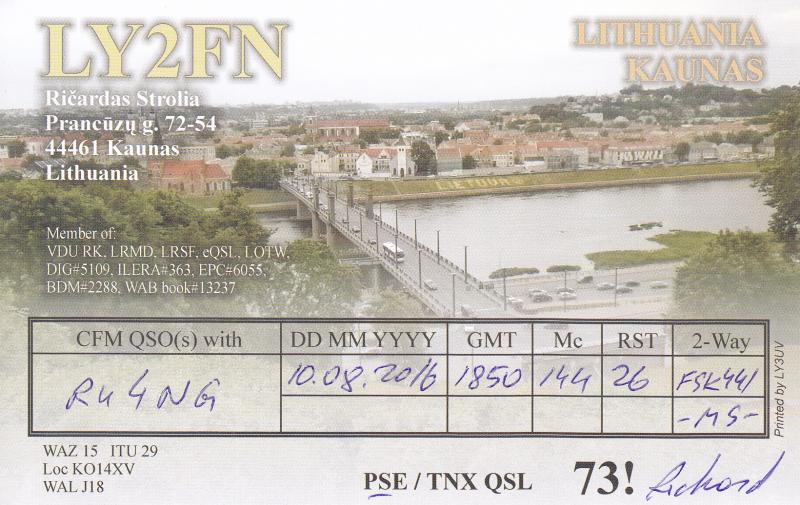 LY2FN
LITHUANIA
KAUNAS
Ričardas Strolia
Prancūzų g. 72-54
44461 Kaunas
Lithuania
LIETUVA
Member of:
VDU RK, LRMD, LRSF, eQSL, LOTW,
DIG#5109, ILERA#363, EPC#6055,
BDM#2288, WAB book#13237
CFM QSO(s) with DD MM YYYY GMT Mc RST 2-Way
RU4NG 10.08.2016 1850 144 26 FSK441
-MS-
Printed by LY3UV
WAZ 15 ITU 29
Loc KO14XV
WAL J18
PSE / TNX QSL 73! Richard